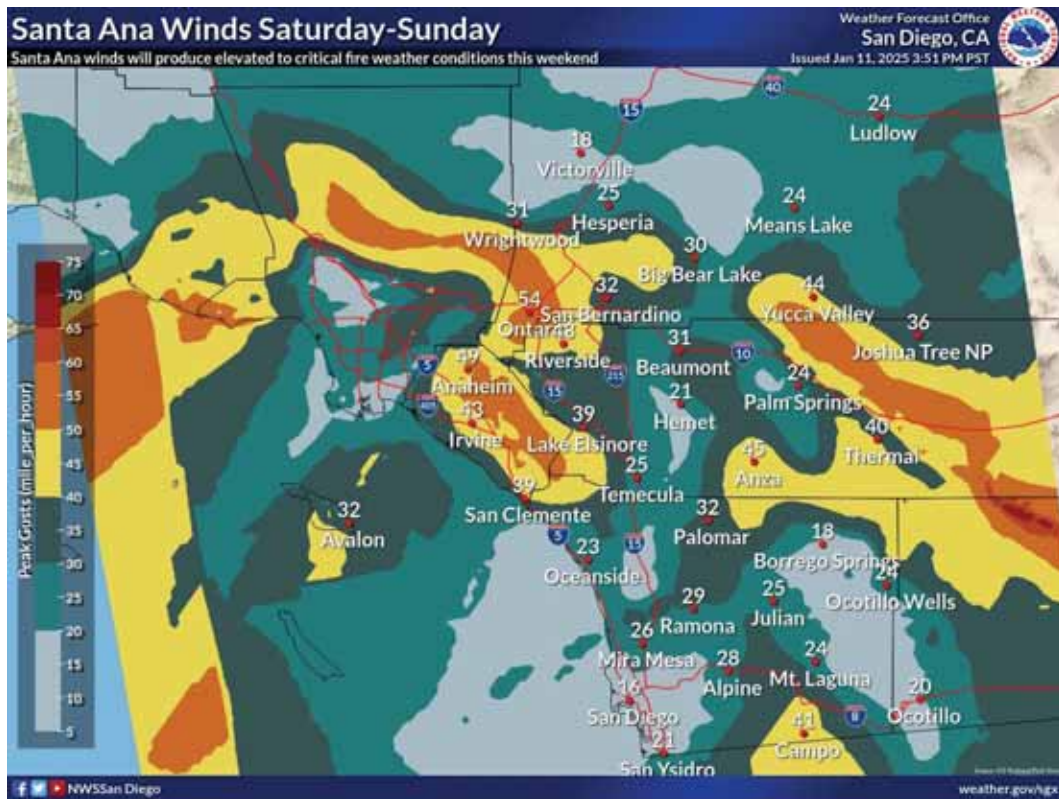 Santa Ana Winds Saturday-Sunday
Santa Ana winds will produce elevated to critical fire weather conditions this weekend
Weather Forecast Office
San Diego, CA
Issued Jan 11, 2025 3:51 PM PST
40
15
24
Ludlow
18
Victorville
25
Hesperia
24
Means Lake
31
Wrightwood
30
Big Bear Lake
32
San Bernardino
44
Yucca Valley
54
48
Riverside
36
Joshua Tree NP
31
Beaumont
10
5
49
Anaheim
15
24
Palm Springs
21
Hemet
43
Irvine
39
Lake Elsinore
40
Thermal
45
Anza
25
Temecula
39
San Clemente
32
Avalon
32
Palomar
5
15
23
Oceanside
18
Borrego Springs
24
Ocotillo Wells
25
Julian
29
Ramona
26
Mira Mesa
28
Alpine
24
Mt. Laguna
16
San Diego
20
Ocotillo
8
41
Campo
21
San Ysidro
Peak Gusts (mile per_hour)
75
70
65
60
55
50
45
40
35
30
25
20
15
10
5
NWSSan Diego
weather.gov/sgx